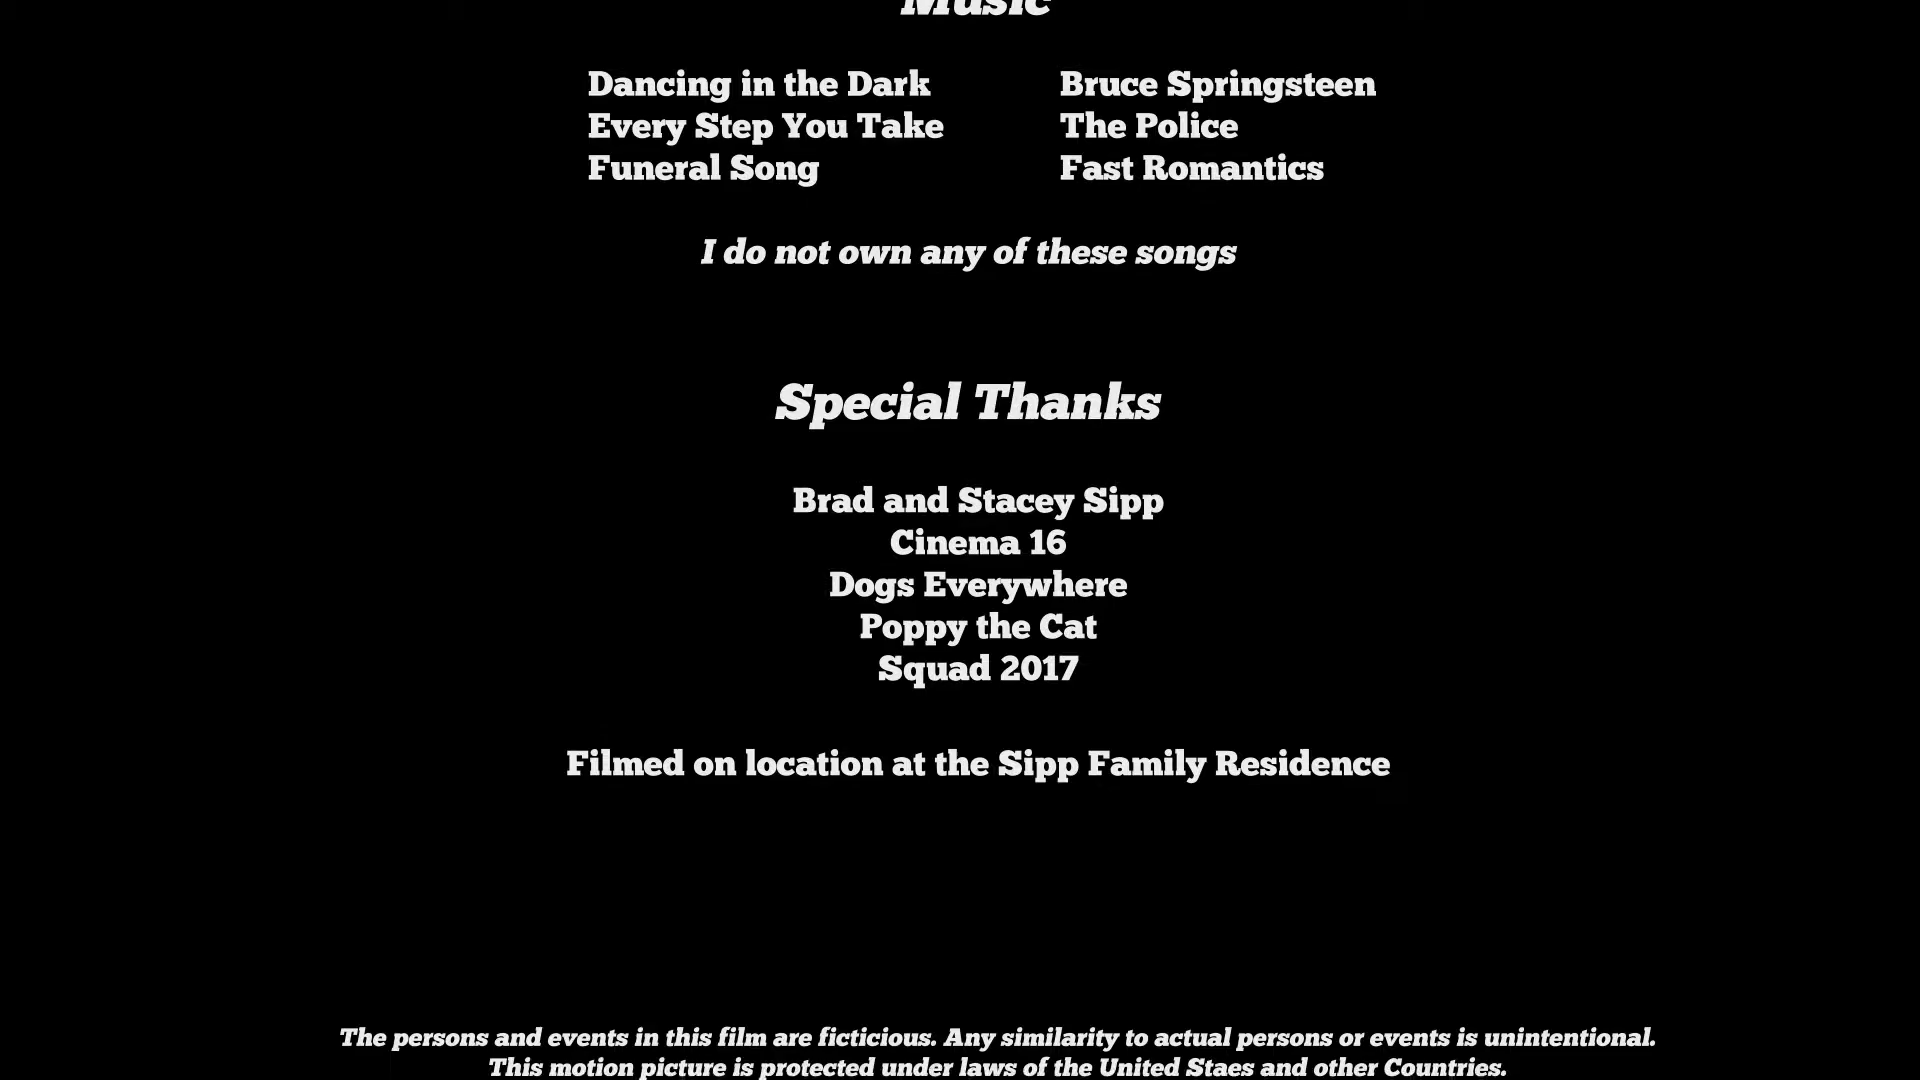 Music
Dancing in the Dark Bruce Springsteen
Every Step You Take The Police
Funeral Song Fast Romantics
I do not own any of these songs
Special Thanks
Brad and Stacey Sipp
Cinema 16
Dogs Everywhere
Poppy the Cat
Squad 2017
Filmed on location at the Sipp Family Residence
The persons and events in this film are ficticious. Any similarity to actual persons or events is unintentional.
This motion picture is protected under laws of the United Staes and other Countries.